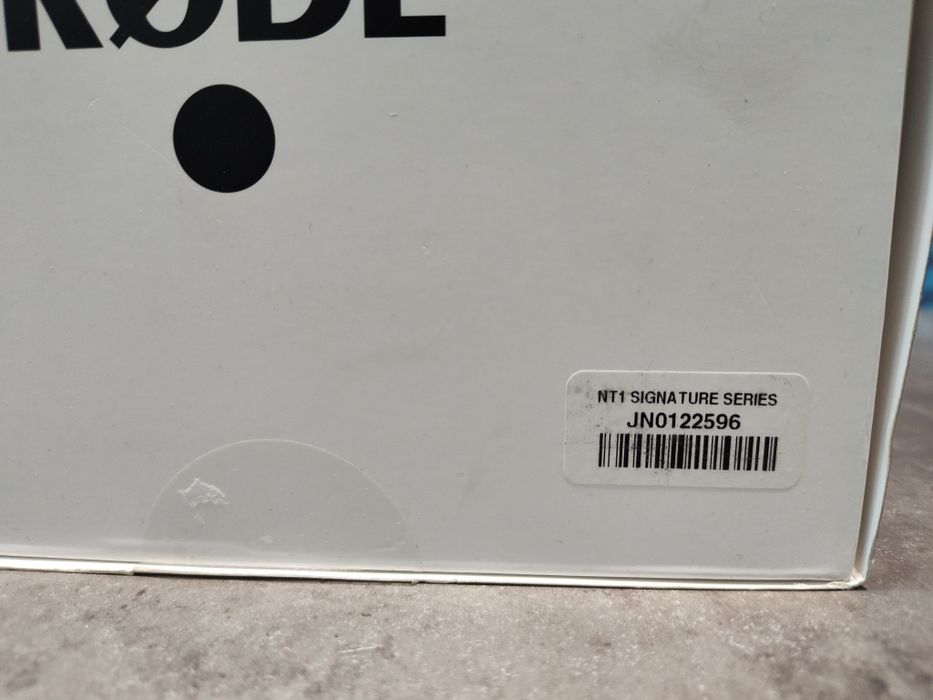 RØDE
NT1 SIGNATURE SERIES
JN0122596